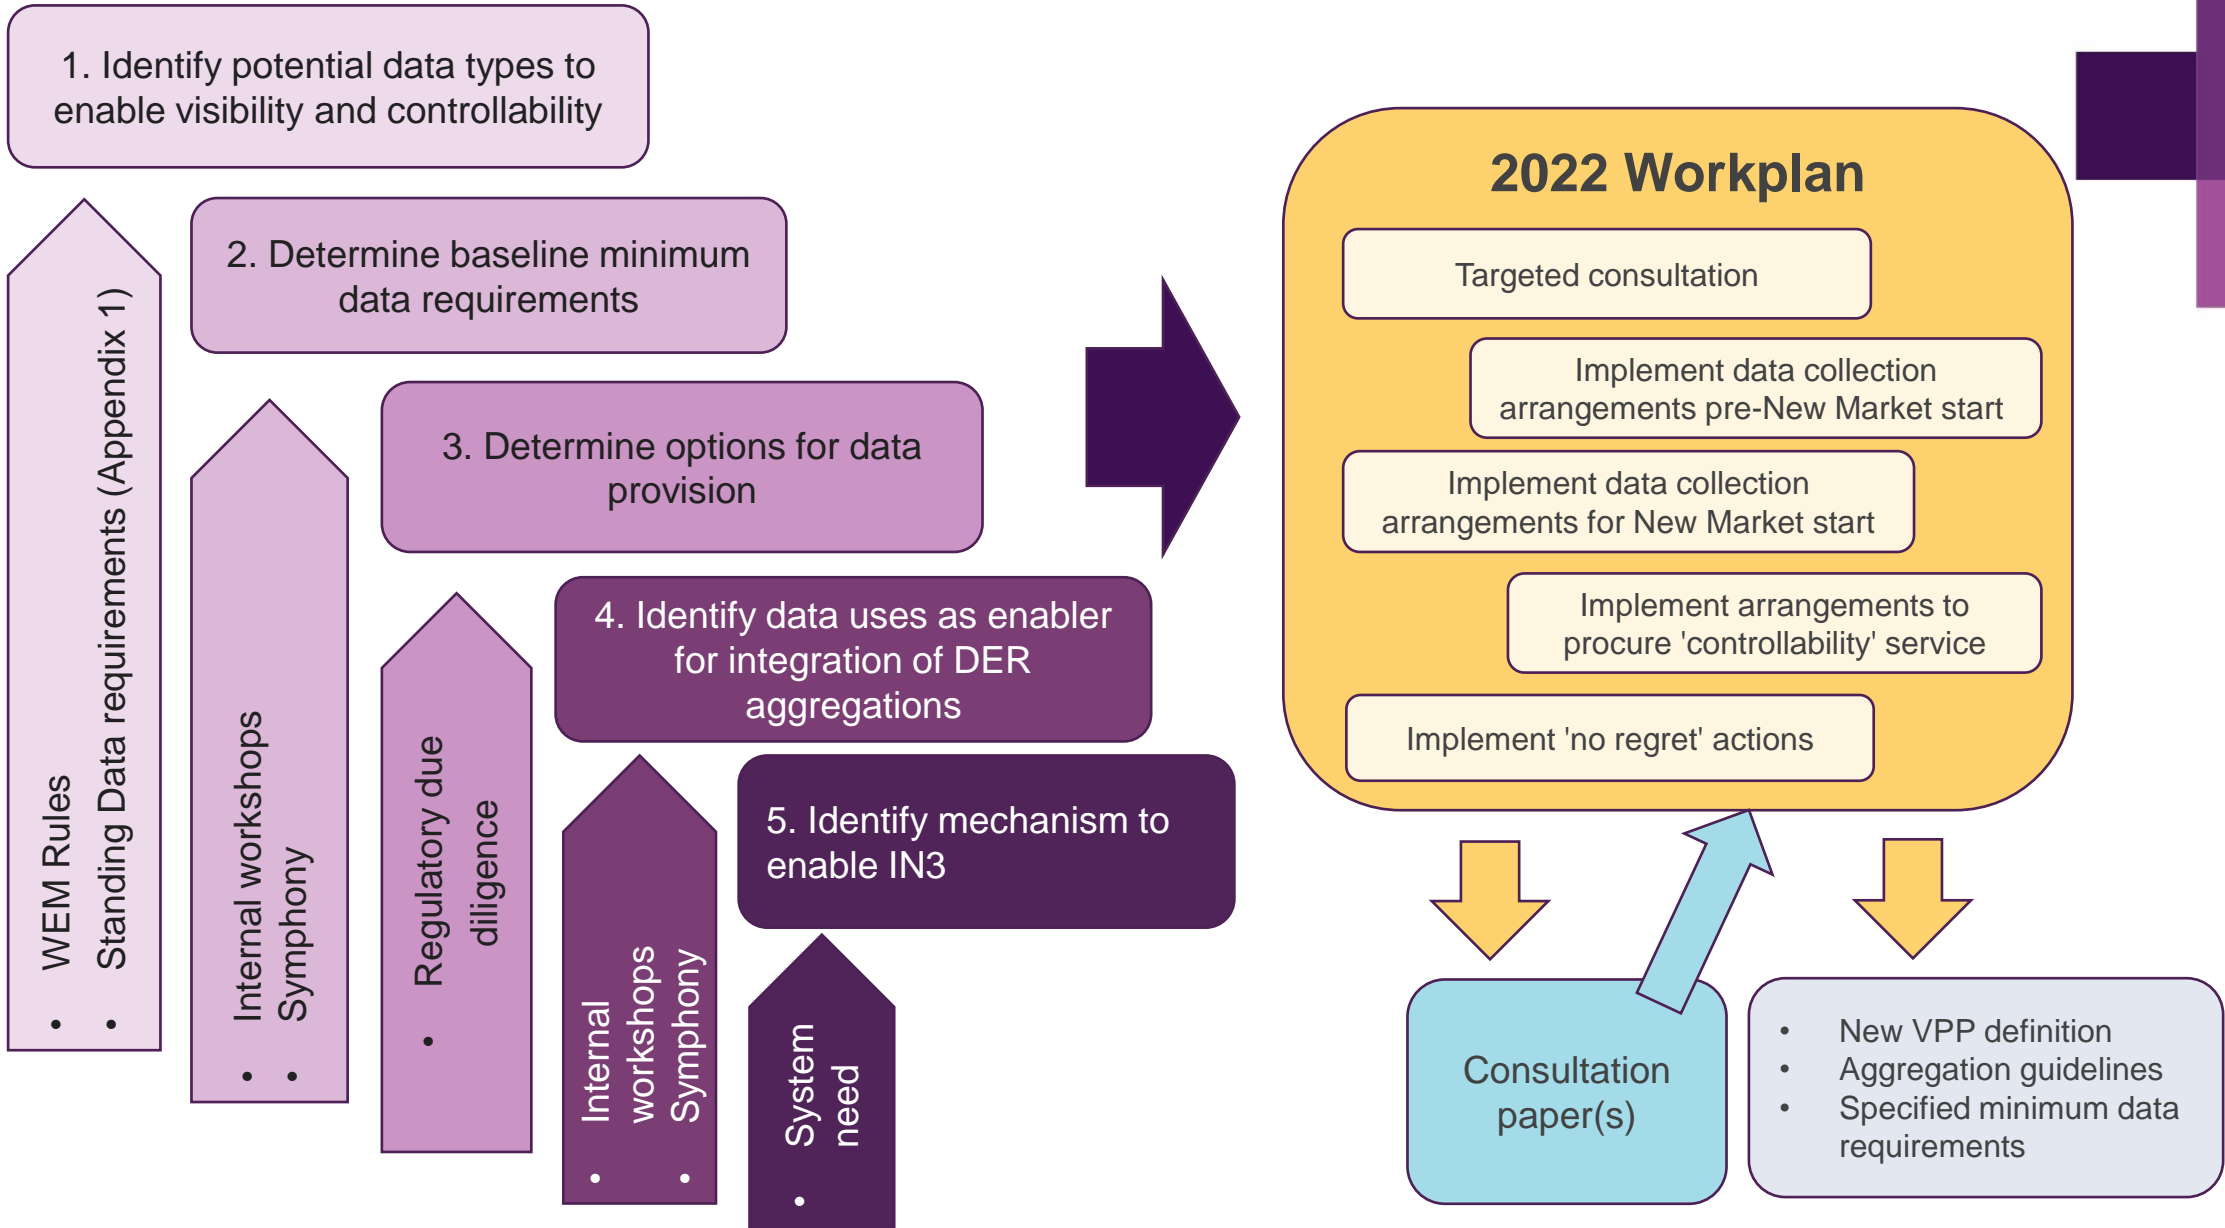 1. Identify potential data types to
enable visibility and controllability
• WEM Rules
• Standing Data requirements (Appendix 1)
2. Determine baseline minimum
data requirements
• Internal workshops
• Symphony
3. Determine options for data
provision
• Regulatory due
diligence
4. Identify data uses as enabler
for integration of DER
aggregations
• Internal
workshops
• Symphony
5. Identify mechanism to
enable IN3
• System
need
2022 Workplan
Targeted consultation
Implement data collection
arrangements pre-New Market start
Implement data collection
arrangements for New Market start
Implement arrangements to
procure 'controllability' service
Implement 'no regret' actions
Consultation
paper(s)
• New VPP definition
• Aggregation guidelines
• Specified minimum data
requirements